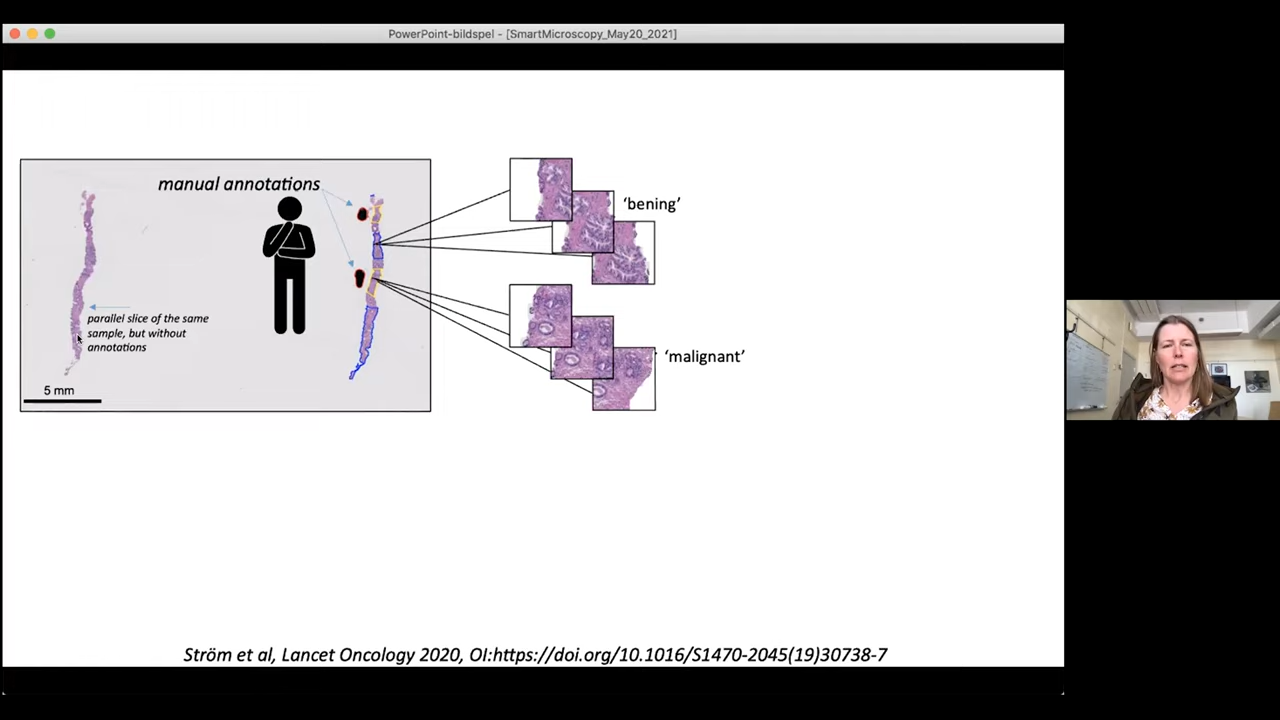 PowerPoint-bildspel - [SmartMicroscopy_May20_2021]
manual annotations
'bening'
parallel slice of the same
sample, but without
annotations
'malignant'
5 mm
Ström et al, Lancet Oncology 2020, OI:https://doi.org/10.1016/S1470-2045(19)30738-7